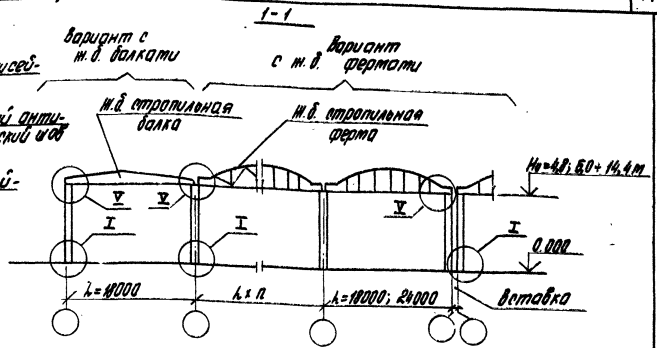 1-1
Вариант с
ж.б. балками
Вариант
с ж.б. фермами
ж.б. стропильная
балка
ж.б. стропильная
ферма
Н₀=4,8; 6,0÷14,4м
V
V
V
I
I
I
0.000
L=18000
L×n
L=18000; 24000
Вставка